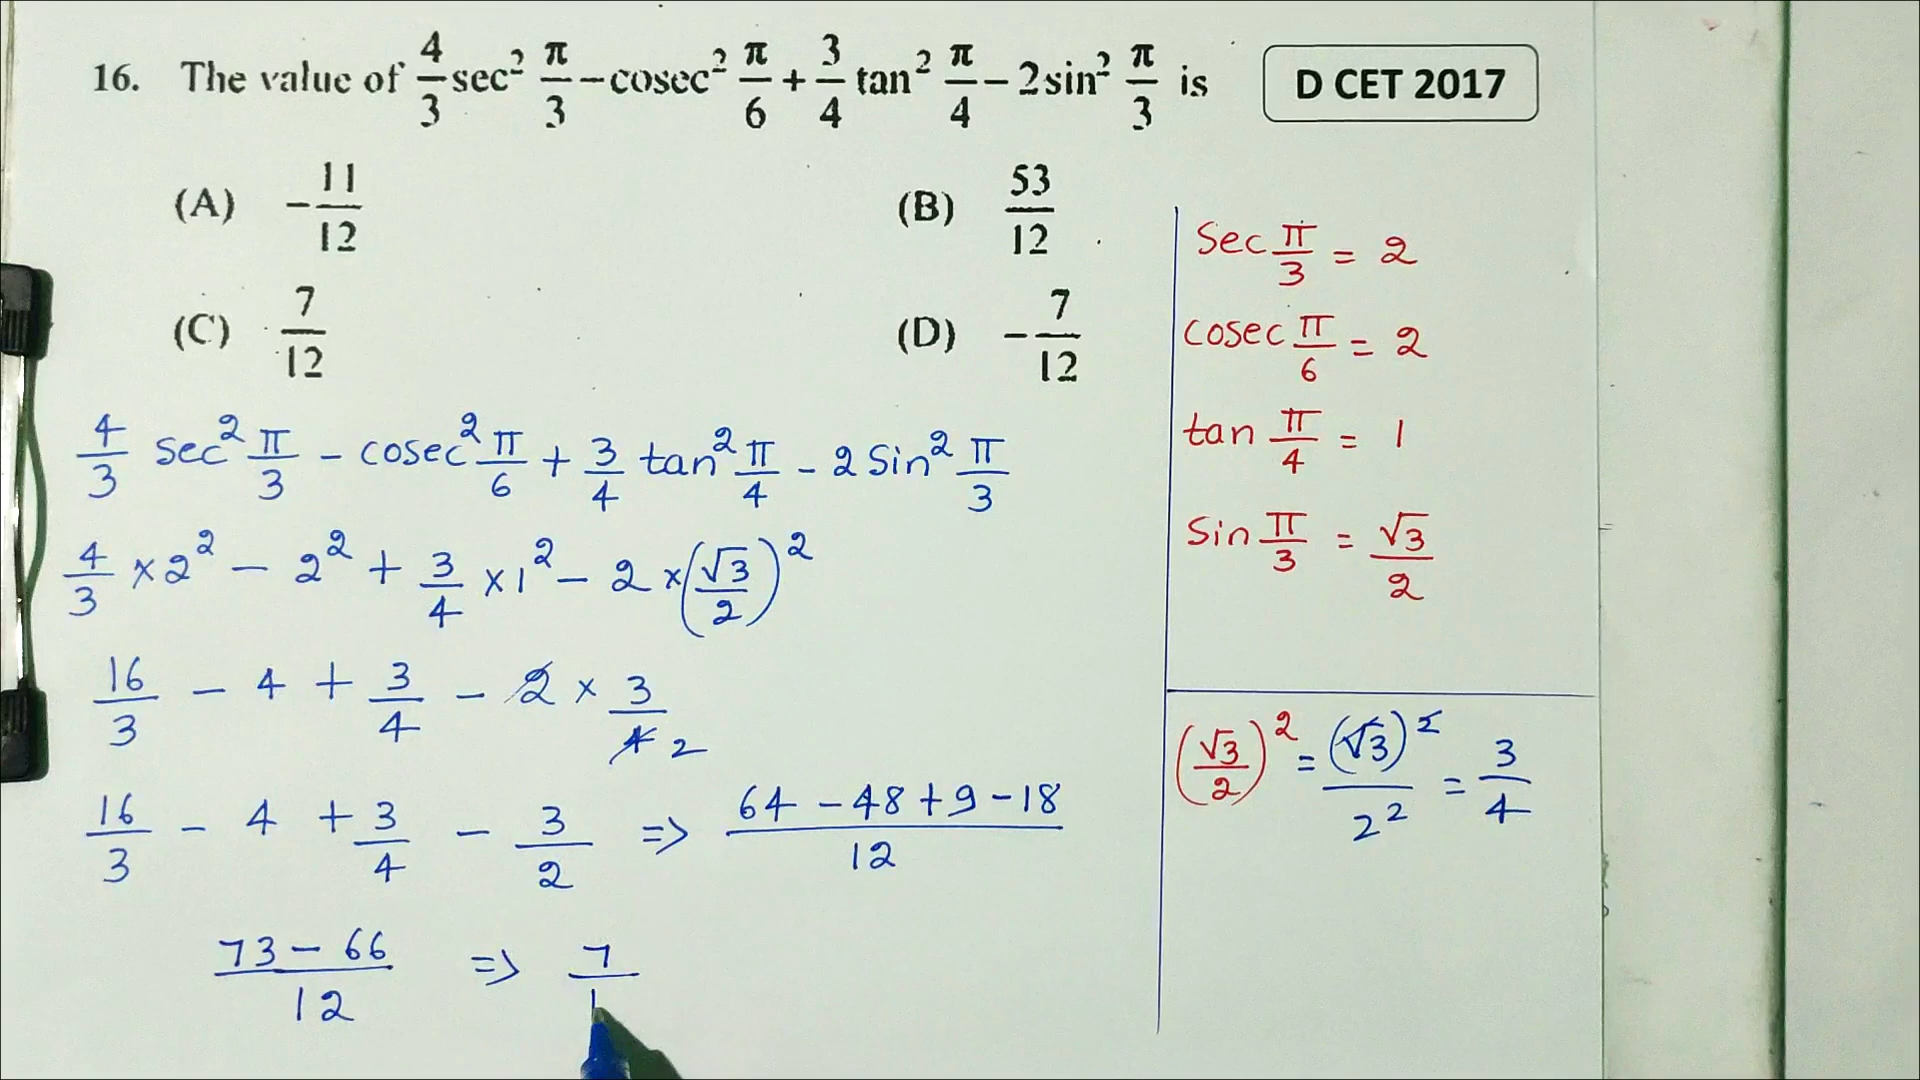 16. The value of 4/3 sec² π/3 − cosec² π/6 + 3/4 tan² π/4 − 2 sin² π/3 is
D CET 2017
(A) −11/12
(B) 53/12
(C) 7/12
(D) −7/12
4/3 sec² π/3 − cosec² π/6 + 3/4 tan² π/4 − 2 Sin² π/3
4/3 × 2² − 2² + 3/4 × 1² − 2 × (√3/2)²
16/3 − 4 + 3/4 − 2 × 3/4 2
16/3 − 4 + 3/4 − 3/2 => 64 − 48 + 9 − 18/12
73 − 66/12 => 7/1
Sec π/3 = 2
cosec π/6 = 2
tan π/4 = 1
Sin π/3 = √3/2
(√3/2)² = (√3)²/2² = 3/4